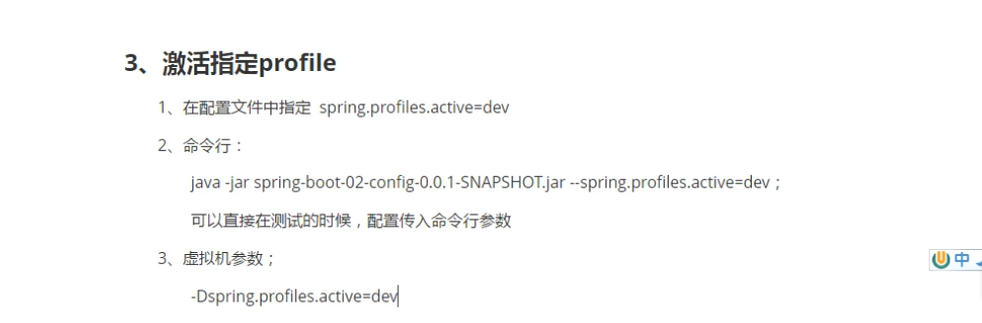 3、激活指定profile
1、在配置文件中指定 spring.profiles.active=dev
2、命令行：
java -jar spring-boot-02-config-0.0.1-SNAPSHOT.jar --spring.profiles.active=dev；
可以直接在测试的时候，配置传入命令行参数
3、虚拟机参数；
中
-Dspring.profiles.active=dev